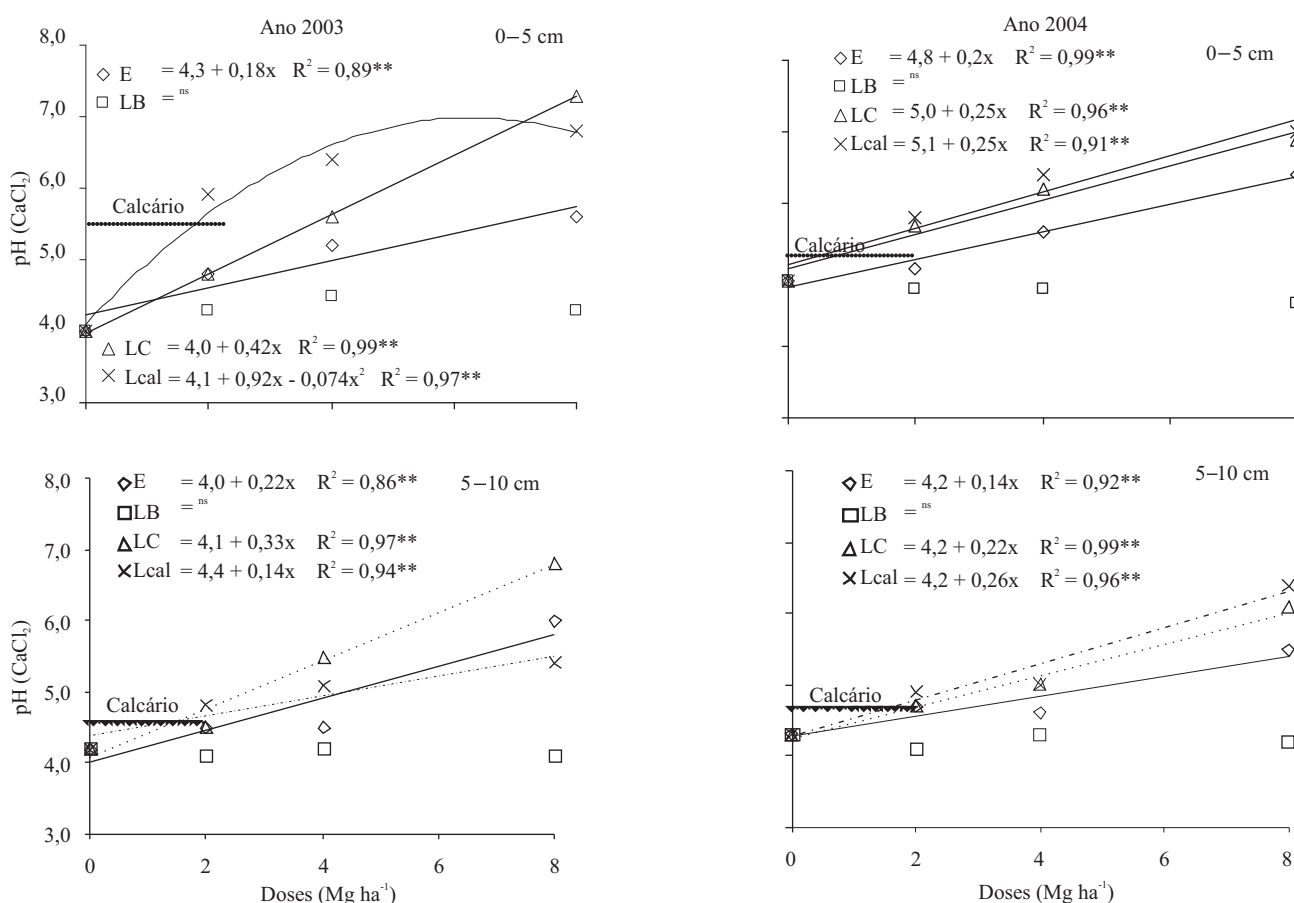 Ano 2003
0–5 cm
8,0
7,0
6,0
5,0
4,0
3,0
pH (CaCl2)
E = 4,3 + 0,18x R2 = 0,89**
LB = ns
Calcário
LC = 4,0 + 0,42x R2 = 0,99**
Lcal = 4,1 + 0,92x - 0,074x2 R2 = 0,97**
Ano 2004
0–5 cm
E = 4,8 + 0,2x R2 = 0,99**
LB = ns
LC = 5,0 + 0,25x R2 = 0,96**
Lcal = 5,1 + 0,25x R2 = 0,91**
Calcário
5–10 cm
8,0
7,0
6,0
5,0
4,0
3,0
pH (CaCl2)
E = 4,0 + 0,22x R2 = 0,86**
LB = ns
LC = 4,1 + 0,33x R2 = 0,97**
Lcal = 4,4 + 0,14x R2 = 0,94**
Calcário
0 2 4 6 8
Doses (Mg ha-1)
5–10 cm
E = 4,2 + 0,14x R2 = 0,92**
LB = ns
LC = 4,2 + 0,22x R2 = 0,99**
Lcal = 4,2 + 0,26x R2 = 0,96**
Calcário
0 2 4 6 8
Doses (Mg ha-1)